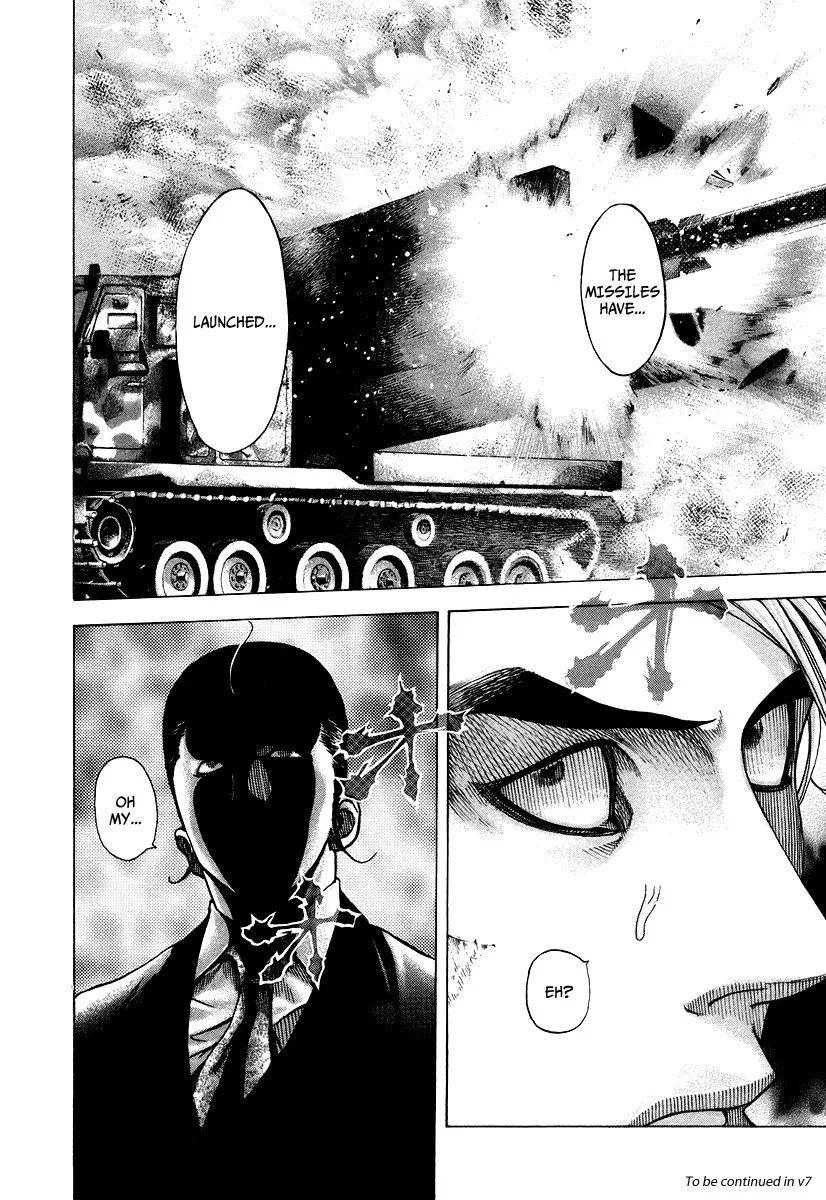 THE
MISSILES
HAVE...
LAUNCHED...
EH?
OH
MY...
To be continued in v7